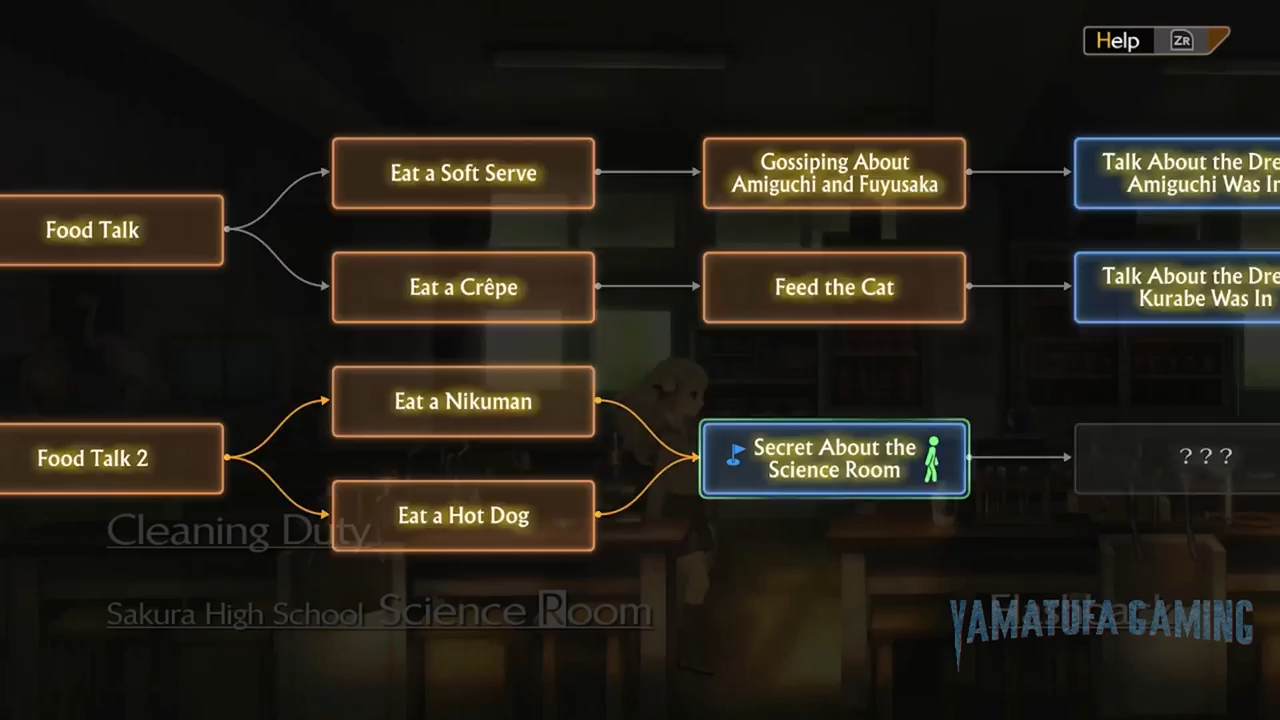 Help ZR
Eat a Soft Serve
Gossiping About
Amiguchi and Fuyusaka
Talk About the Dre
Amiguchi Was In
Food Talk
Eat a Crêpe
Feed the Cat
Talk About the Dre
Kurabe Was In
Eat a Nikuman
Food Talk 2
Secret About the
Science Room
? ? ?
Eat a Hot Dog
Cleaning Duty
Sakura High School Science Room
YAMATUFA GAMING